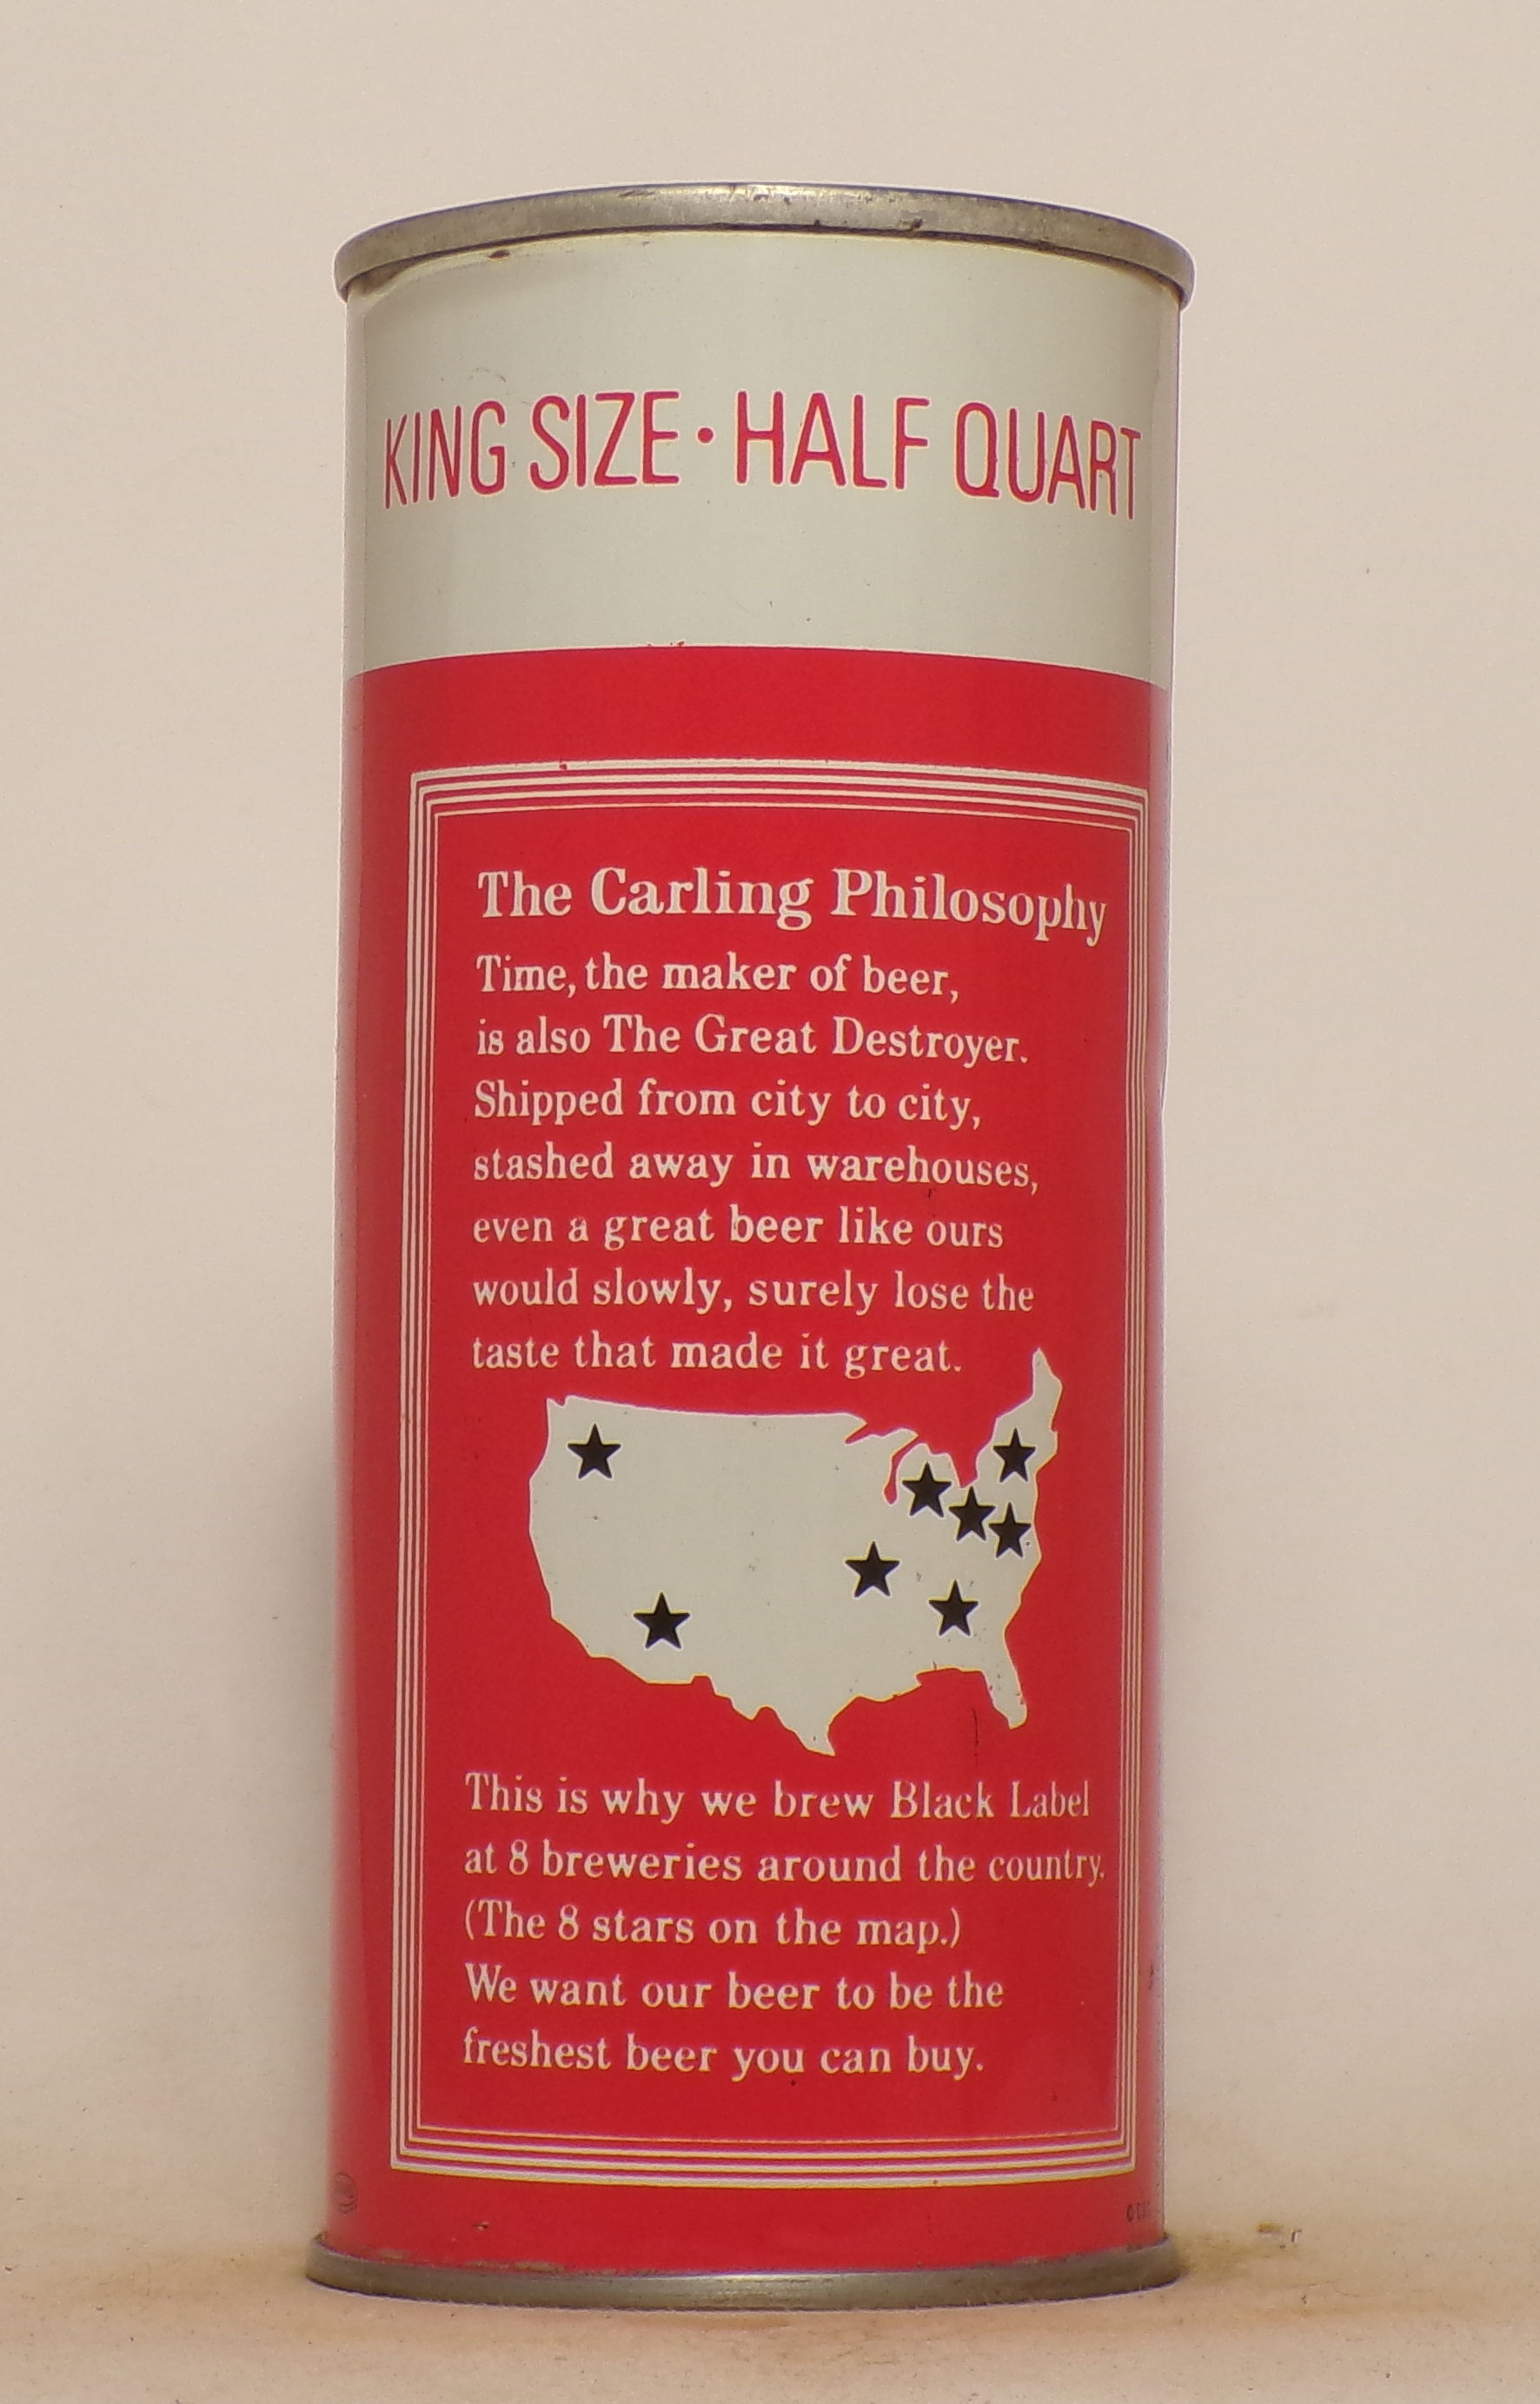 KING SIZE • HALF QUART
The Carling Philosophy
Time, the maker of beer,
is also The Great Destroyer.
Shipped from city to city,
stashed away in warehouses,
even a great beer like ours
would slowly, surely lose the
taste that made it great.
This is why we brew Black Label
at 8 breweries around the country.
(The 8 stars on the map.)
We want our beer to be the
freshest beer you can buy.